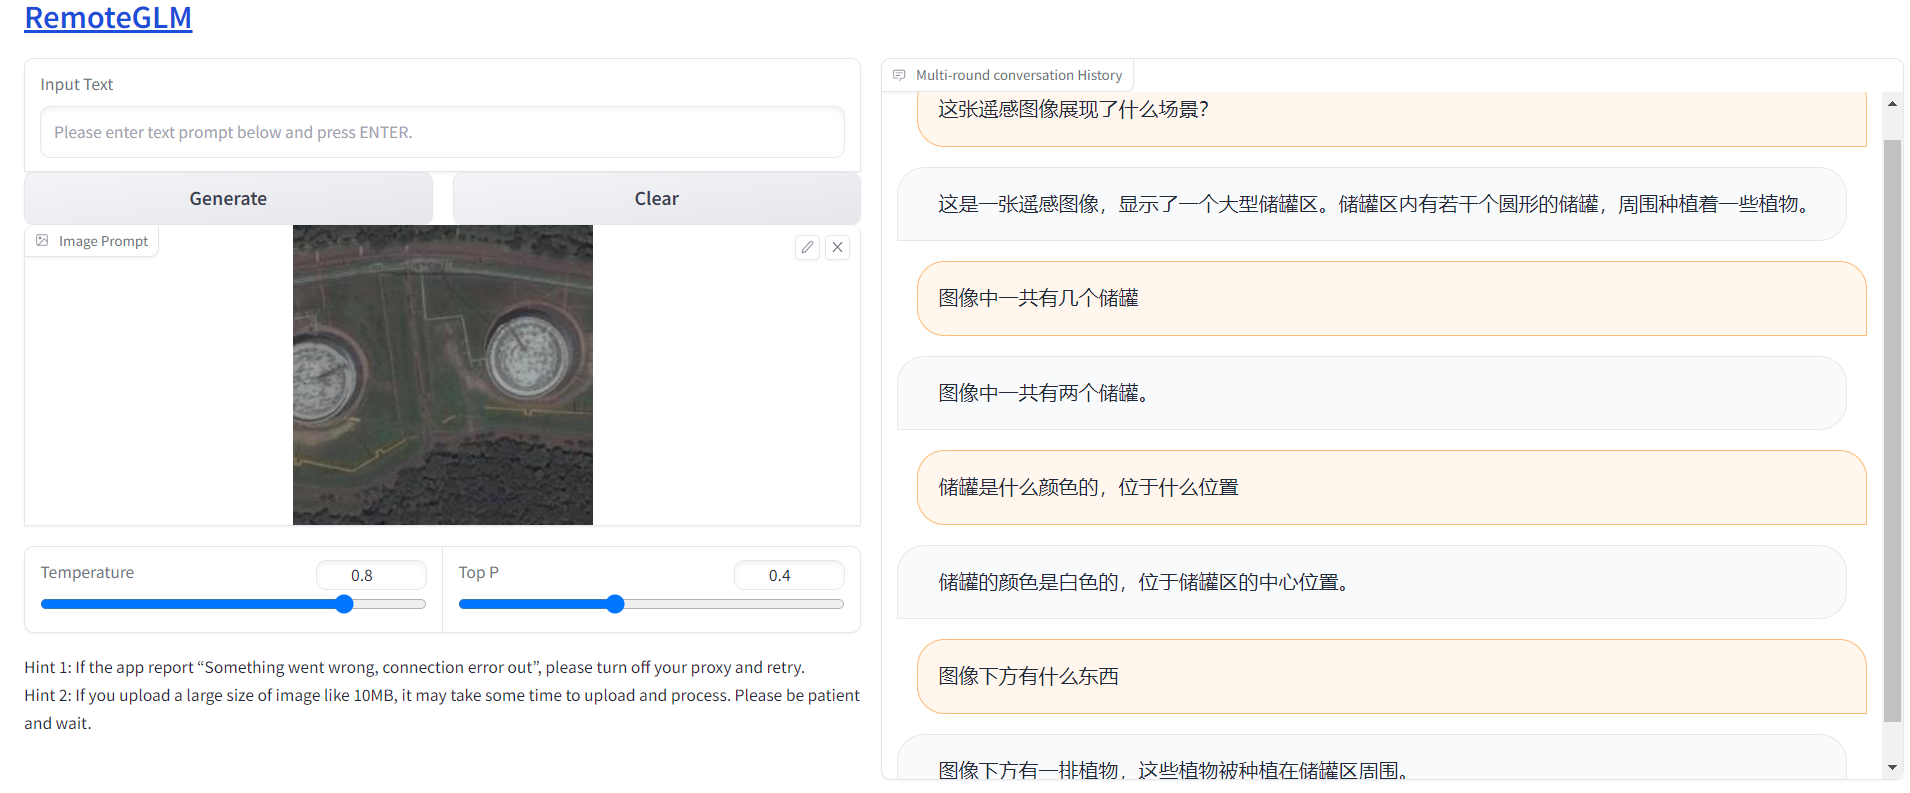 RemoteGLM
Input Text
Please enter text prompt below and press ENTER.
Generate
Clear
Image Prompt
Temperature
0.8
Top P
0.4
Hint 1: If the app report “Something went wrong, connection error out”, please turn off your proxy and retry.
Hint 2: If you upload a large size of image like 10MB, it may take some time to upload and process. Please be patient
and wait.
Multi-round conversation History
这张遥感图像展现了什么场景?
这是一张遥感图像，显示了一个大型储罐区。储罐区内有若干个圆形的储罐，周围种植着一些植物。
图像中一共有几个储罐
图像中一共有两个储罐。
储罐是什么颜色的，位于什么位置
储罐的颜色是白色的，位于储罐区的中心位置。
图像下方有什么东西
图像下方有一排植物，这些植物被种植在储罐区周围。